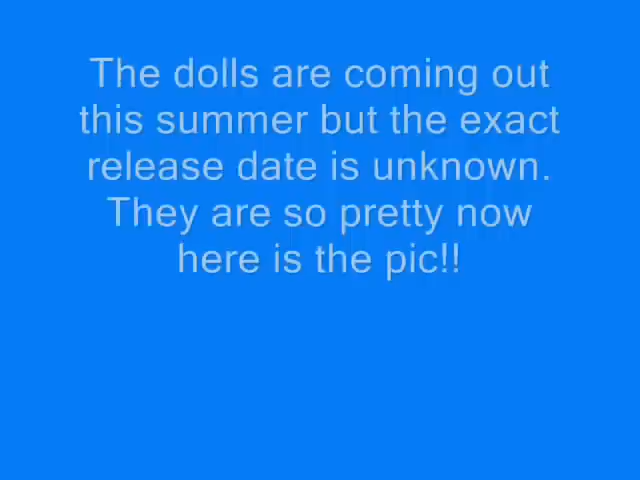 The dolls are coming out
this summer but the exact
release date is unknown.
They are so pretty now
here is the pic!!